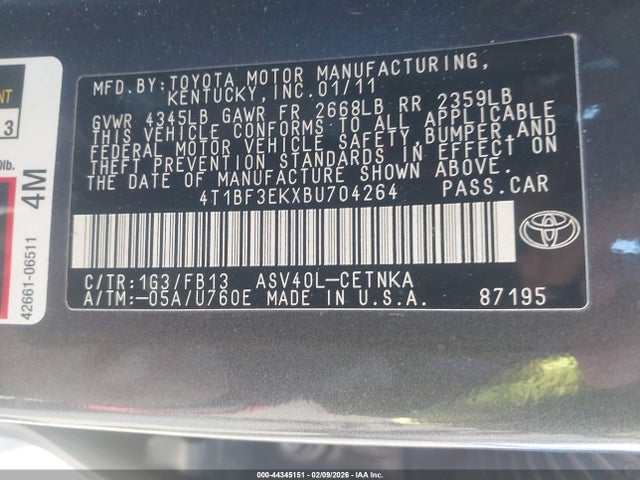 MFD.BY:TOYOTA MOTOR MANUFACTURING,
KENTUCKY,INC.01/11
GVWR 4345LB GAWR FR 2668LB RR 2359LB
THIS VEHICLE CONFORMS TO ALL APPLICABLE
FEDERAL MOTOR VEHICLE SAFETY,BUMPER,AND
THEFT PREVENTION STANDARDS IN EFFECT ON
THE DATE OF MANUFACTURE SHOWN ABOVE.
4T1BF3EKXBU704264 PASS.CAR
C/TR:1G3/FB13 ASV40L-CETNKA
A/TM:-05A/U760E MADE IN U.S.A. 87195
TOYOTA
4M
42661-06511
000-44345151 - 02/09/2026 - IAAI-ACE